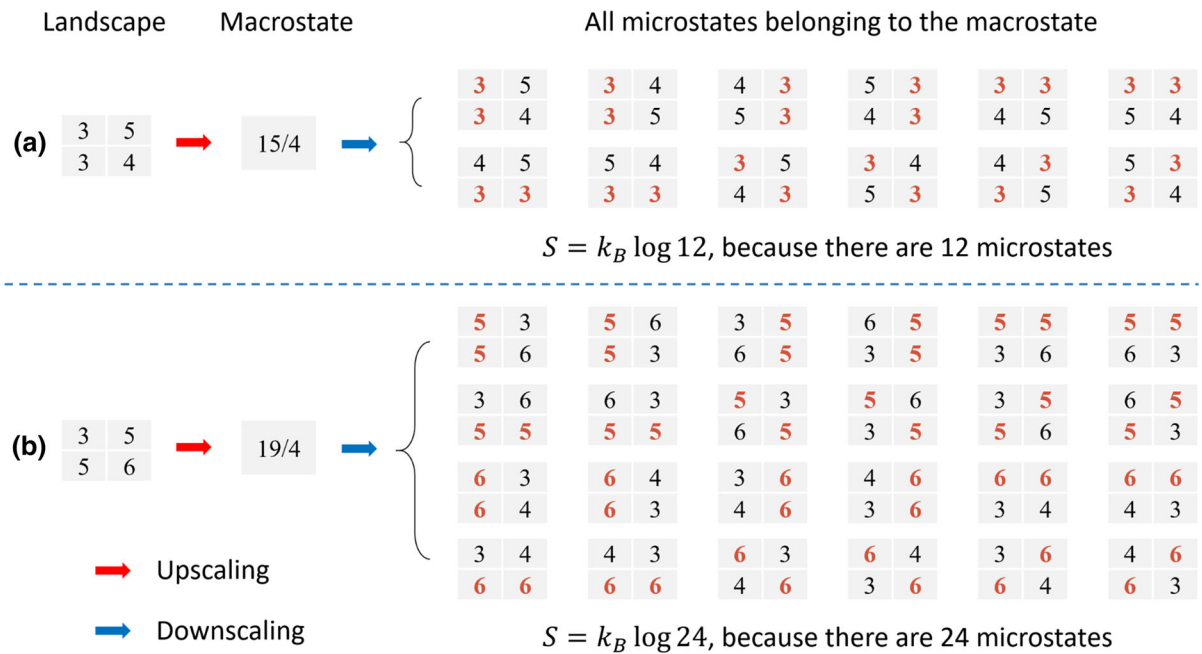 Landscape Macrostate All microstates belonging to the macrostate
3 5 3 4 4 3 5 3 3 3 3 3
(a) 3 5 15/4 3 4 3 5 5 3 4 3 4 5 5 4
3 4 4 5 5 4 3 5 3 4 4 3 5 3
3 3 3 3 4 3 5 3 3 5 3 4
S = k_B log 12, because there are 12 microstates
5 3 5 6 3 5 6 5 5 5 5 5
5 6 5 3 6 5 3 5 3 6 6 3
3 6 6 3 5 3 5 6 3 5 6 5
(b) 3 5 19/4 5 5 5 5 6 5 3 5 5 6 5 3
5 6 6 3 6 4 3 6 4 6 6 6 6 6
6 4 6 3 4 6 3 6 3 4 4 3
3 4 4 3 6 3 6 4 3 6 4 6
Upscaling 6 6 6 6 4 6 3 6 6 4 6 3
Downscaling
S = k_B log 24, because there are 24 microstates